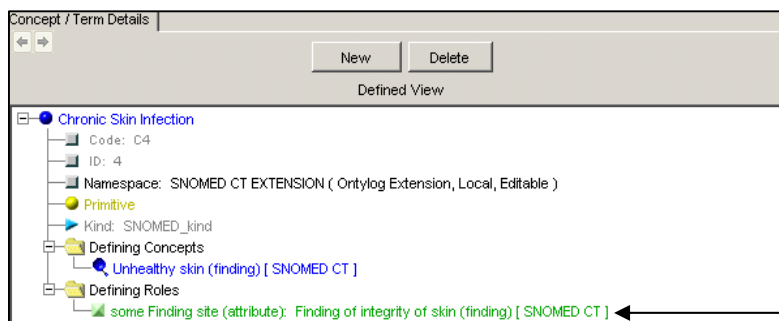 Concept / Term Details
New Delete
Defined View
Chronic Skin Infection
Code: C4
ID: 4
Namespace: SNOMED CT EXTENSION ( Ontylog Extension, Local, Editable )
Primitive
Kind: SNOMED_kind
Defining Concepts
Unhealthy skin (finding) [ SNOMED CT ]
Defining Roles
some Finding site (attribute): Finding of integrity of skin (finding) [ SNOMED CT ]